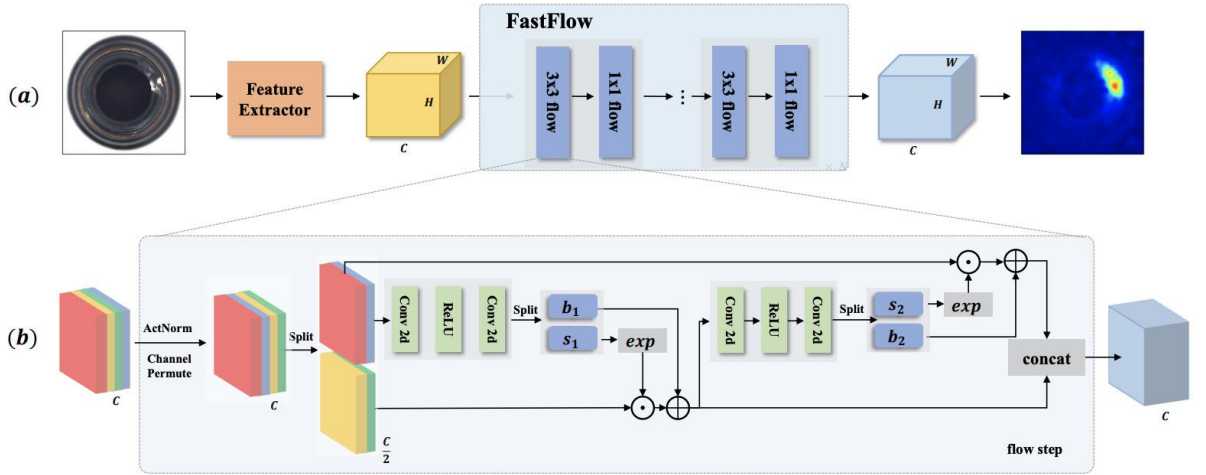 FastFlow
(a)
Feature
Extractor
W
H
C
3x3 flow
1x1 flow
⋮
3x3 flow
1x1 flow
× N
W
H
C
(b)
C
ActNorm
Channel
Permute
C
Split
C/2
Conv 2d
ReLU
Conv 2d
Split
b₁
s₁
exp
Conv 2d
ReLU
Conv 2d
Split
s₂
b₂
exp
concat
C
flow step